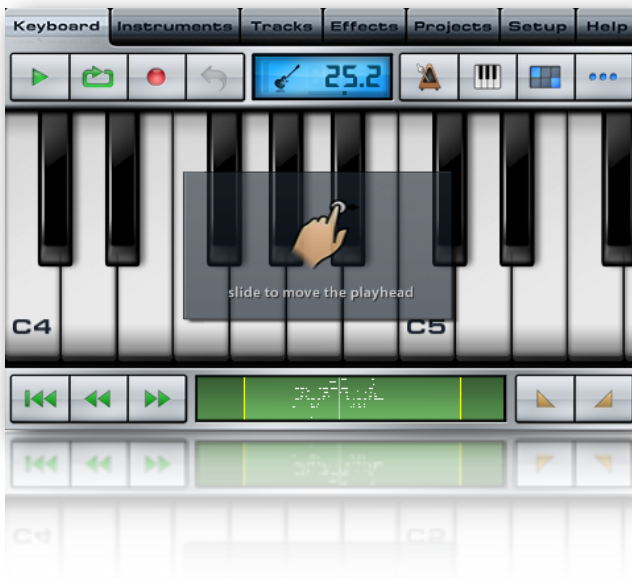 Keyboard Instruments Tracks Effects Projects Setup Help
25.2
slide to move the playhead
C4 C5